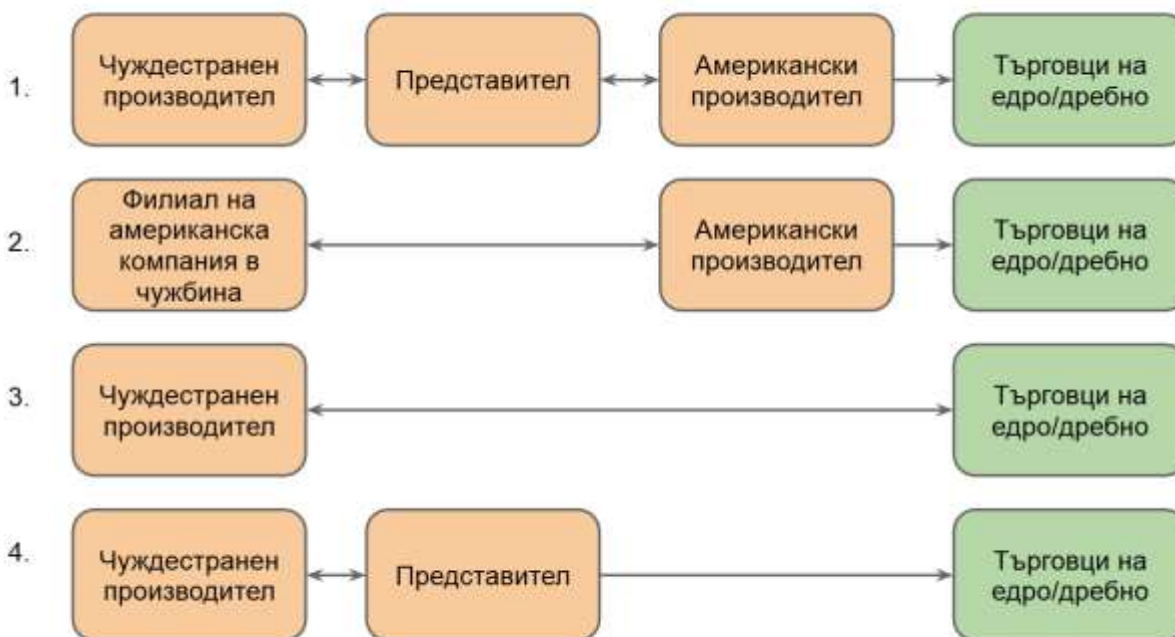 1.
Чуждестранен
производител
Представител
Американски
производител
Търговци на
едро/дребно
2.
Филиал на
американска
компания в
чужбина
Американски
производител
Търговци на
едро/дребно
3.
Чуждестранен
производител
Търговци на
едро/дребно
4.
Чуждестранен
производител
Представител
Търговци на
едро/дребно